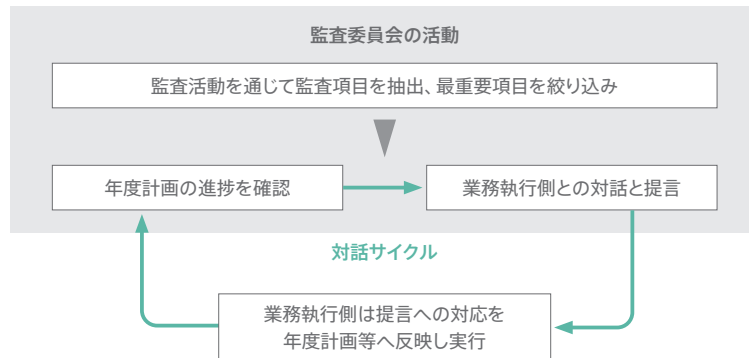 監査委員会の活動
監査活動を通じて監査項目を抽出、最重要項目を絞り込み
年度計画の進捗を確認
業務執行側との対話と提言
対話サイクル
業務執行側は提言への対応を
年度計画等へ反映し実行